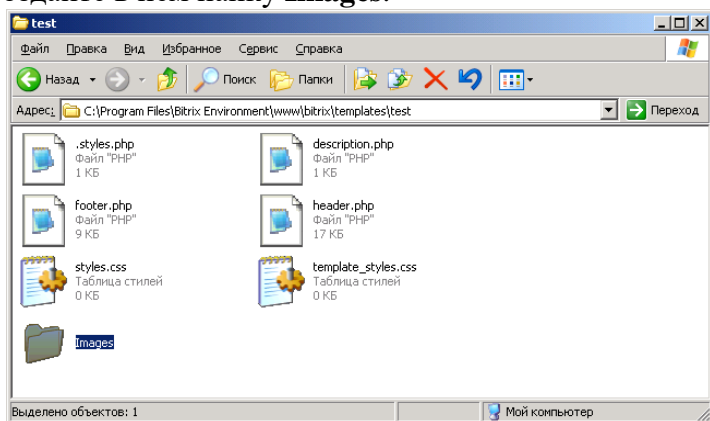 в нем папку Images.
test
Файл Правка Вид Избранное Сервис Справка
Назад Поиск Папки
Адрес: C:\Program Files\Bitrix Environment\www\bitrix\templates\test Переход
.styles.php description.php
Файл "PHP" Файл "PHP"
1 КБ 1 КБ
footer.php header.php
Файл "PHP" Файл "PHP"
9 КБ 17 КБ
styles.css template_styles.css
Таблица стилей Таблица стилей
0 КБ 0 КБ
Images
Выделено объектов: 1 Мой компьютер